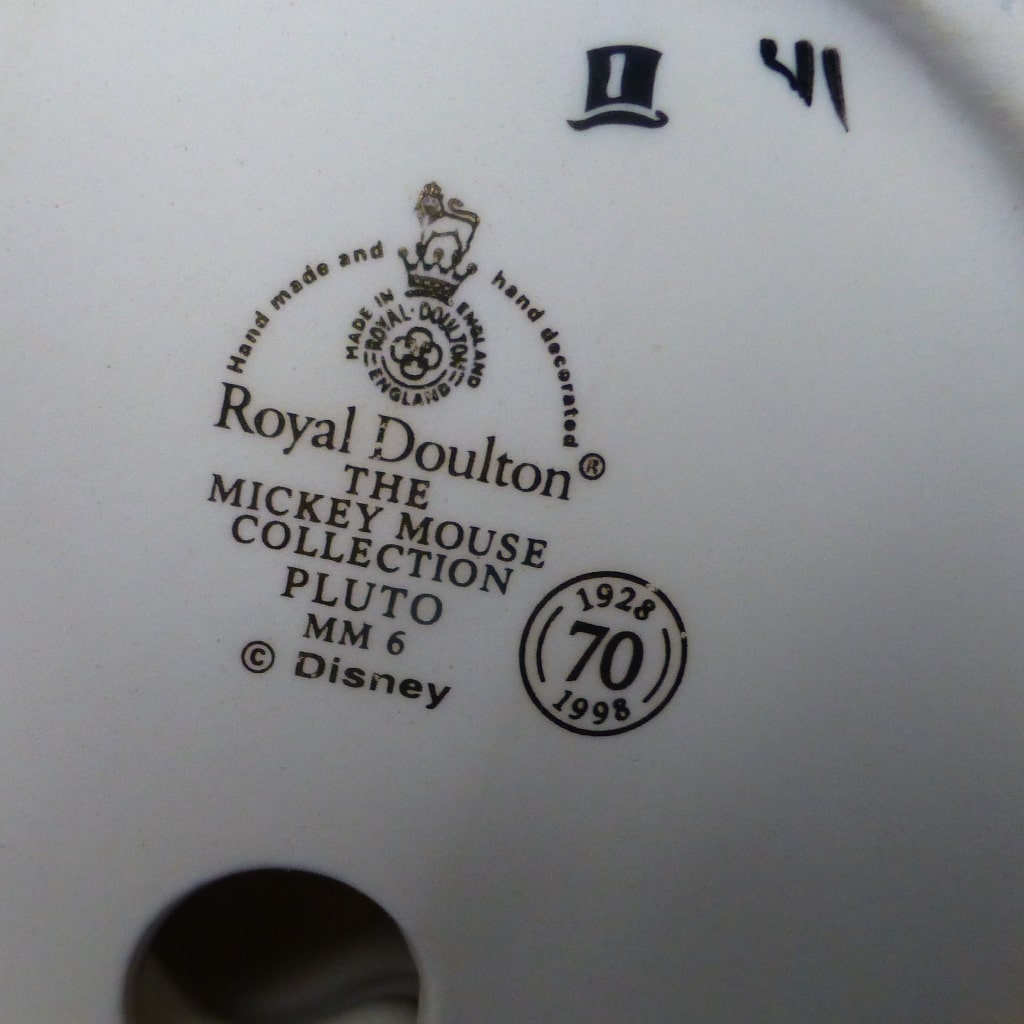 1
Hand made and hand decorated
MADE IN ENGLAND
ROYAL·DOULTON
ENGLAND
Royal Doulton®
THE
MICKEY MOUSE
COLLECTION
PLUTO
MM 6
© Disney
1928
70
1998